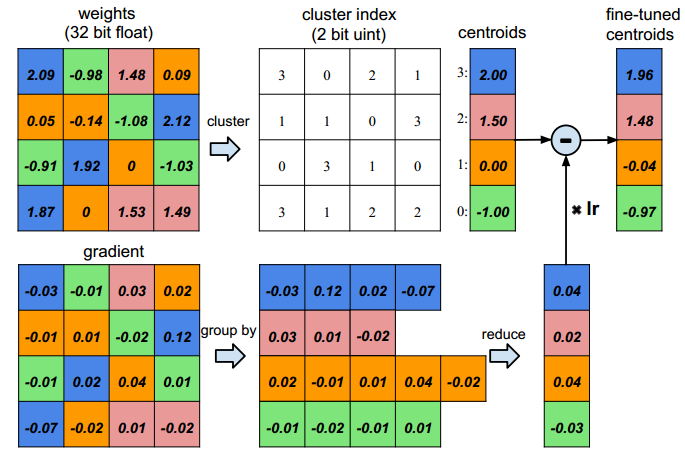 weights
(32 bit float)
cluster index
(2 bit uint)
centroids
fine-tuned
centroids
2.09 -0.98 1.48 0.09
0.05 -0.14 -1.08 2.12
-0.91 1.92 0 -1.03
1.87 0 1.53 1.49
cluster
3 0 2 1
1 1 0 3
0 3 1 0
3 1 2 2
3: 2.00
2: 1.50
1: 0.00
0: -1.00
-
1.96
1.48
-0.04
-0.97
× lr
gradient
-0.03 -0.01 0.03 0.02
-0.01 0.01 -0.02 0.12
-0.01 0.02 0.04 0.01
-0.07 -0.02 0.01 -0.02
group by
-0.03 0.12 0.02 -0.07
0.03 0.01 -0.02
0.02 -0.01 0.01 0.04 -0.02
-0.01 -0.02 -0.01 0.01
reduce
0.04
0.02
0.04
-0.03